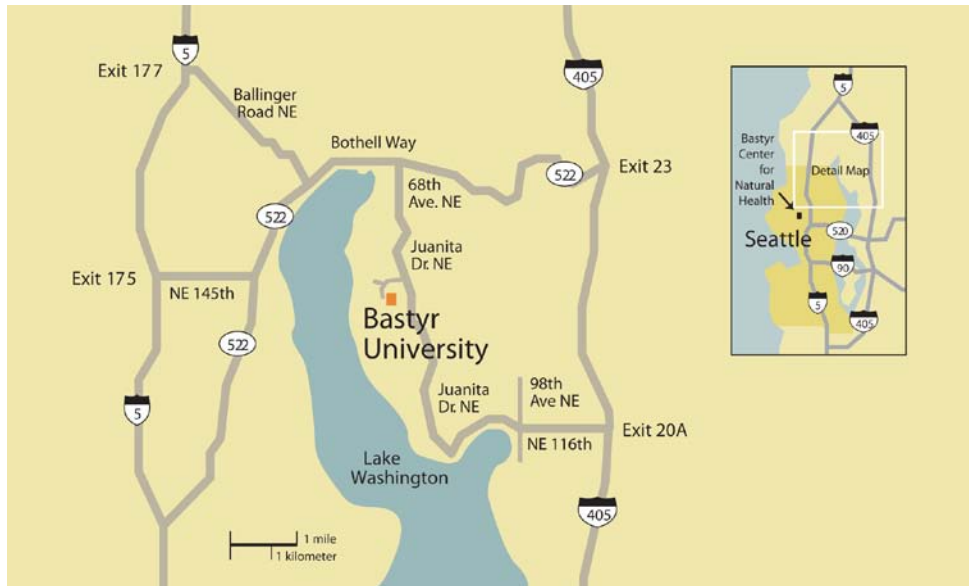 5
405
Exit 177
Ballinger
Road NE
Bothell Way
522
Exit 23
68th
Ave. NE
522
Juanita
Dr. NE
Exit 175
NE 145th
Bastyr
University
522
Juanita
Dr. NE
98th
Ave NE
5
NE 116th
Exit 20A
Lake
Washington
405
1 mile
1 kilometer
5
405
Bastyr
Center
for
Natural
Health
Detail Map
Seattle
520
90
5
405